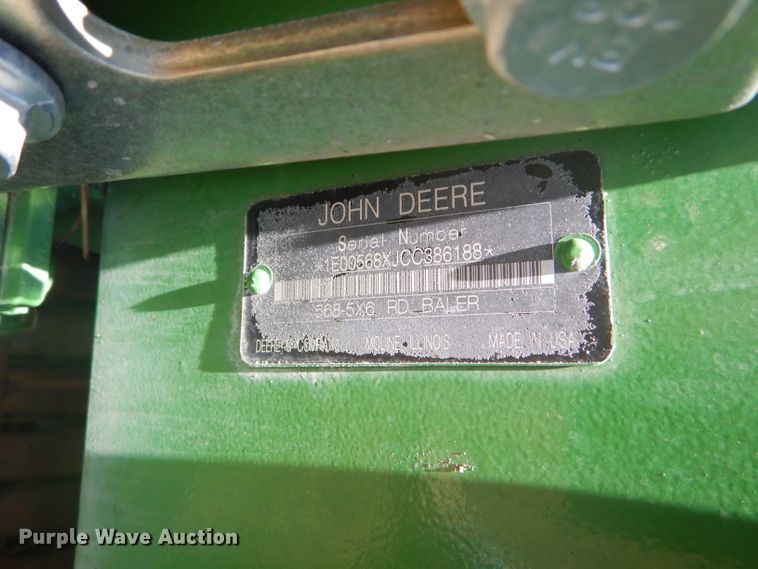 JOHN DEERE
Serial Number
*1E00568XJCC386188*
568-5X6 RD BALER
DEERE & COMPANY MOLINE ILLINOIS MADE IN USA
Purple Wave Auction